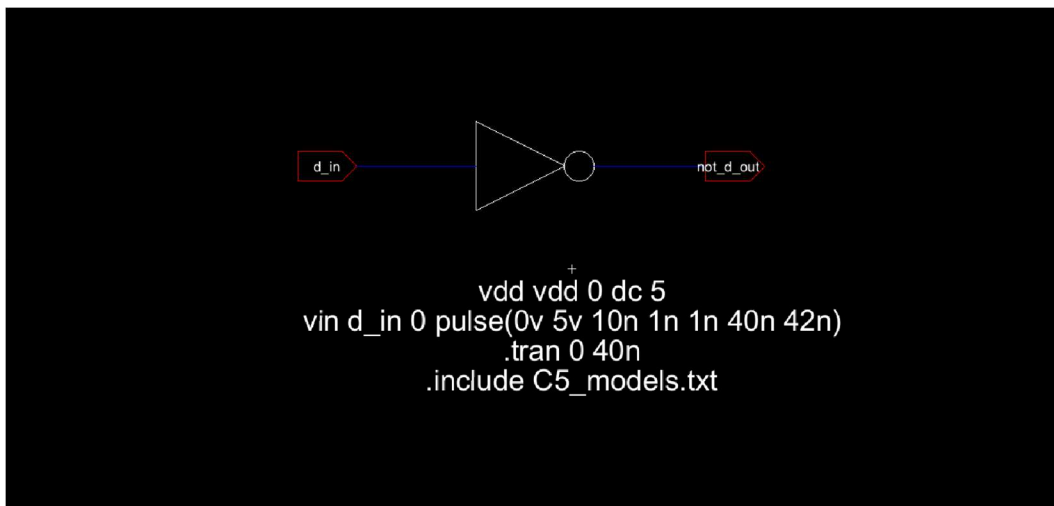 d_in
not_d_out
vdd vdd 0 dc 5
vin d_in 0 pulse(0v 5v 10n 1n 1n 40n 42n)
.tran 0 40n
.include C5_models.txt